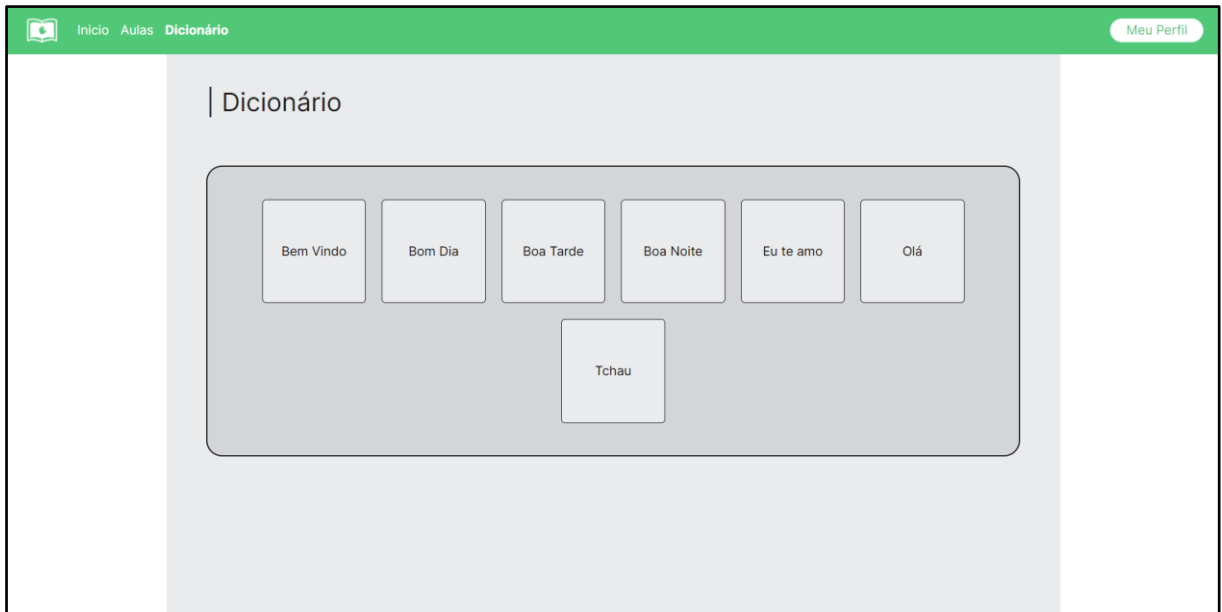 Inicio Aulas Dicionário Meu Perfil
Dicionário
Bem Vindo Bom Dia Boa Tarde Boa Noite Eu te amo Olá
Tchau